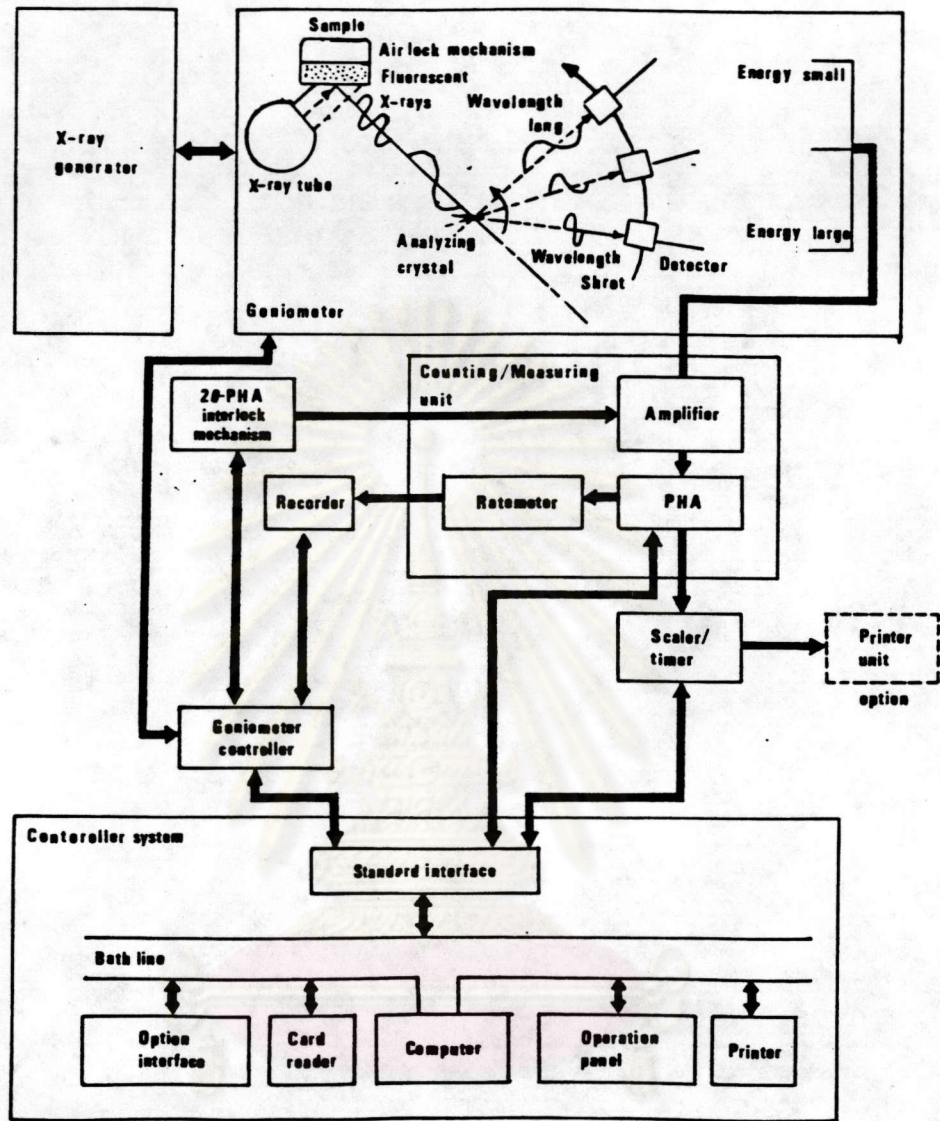 Sample
Air lock mechanism
Fluorescent
X-rays
X-ray tube
X-ray
generator
Wavelength
long
Analyzing
crystal
Wavelength
Shrot
Detector
Energy small
Energy large
Goniometer
2θ-PHA
interlock
mechanism
Counting/Measuring
unit
Amplifier
Recorder
Ratemeter
PHA
Scaler/
timer
Printer
unit
option
Goniometer
controller
Controller system
Standard interface
Bath line
Option
interface
Card
reader
Computer
Operation
panel
Printer